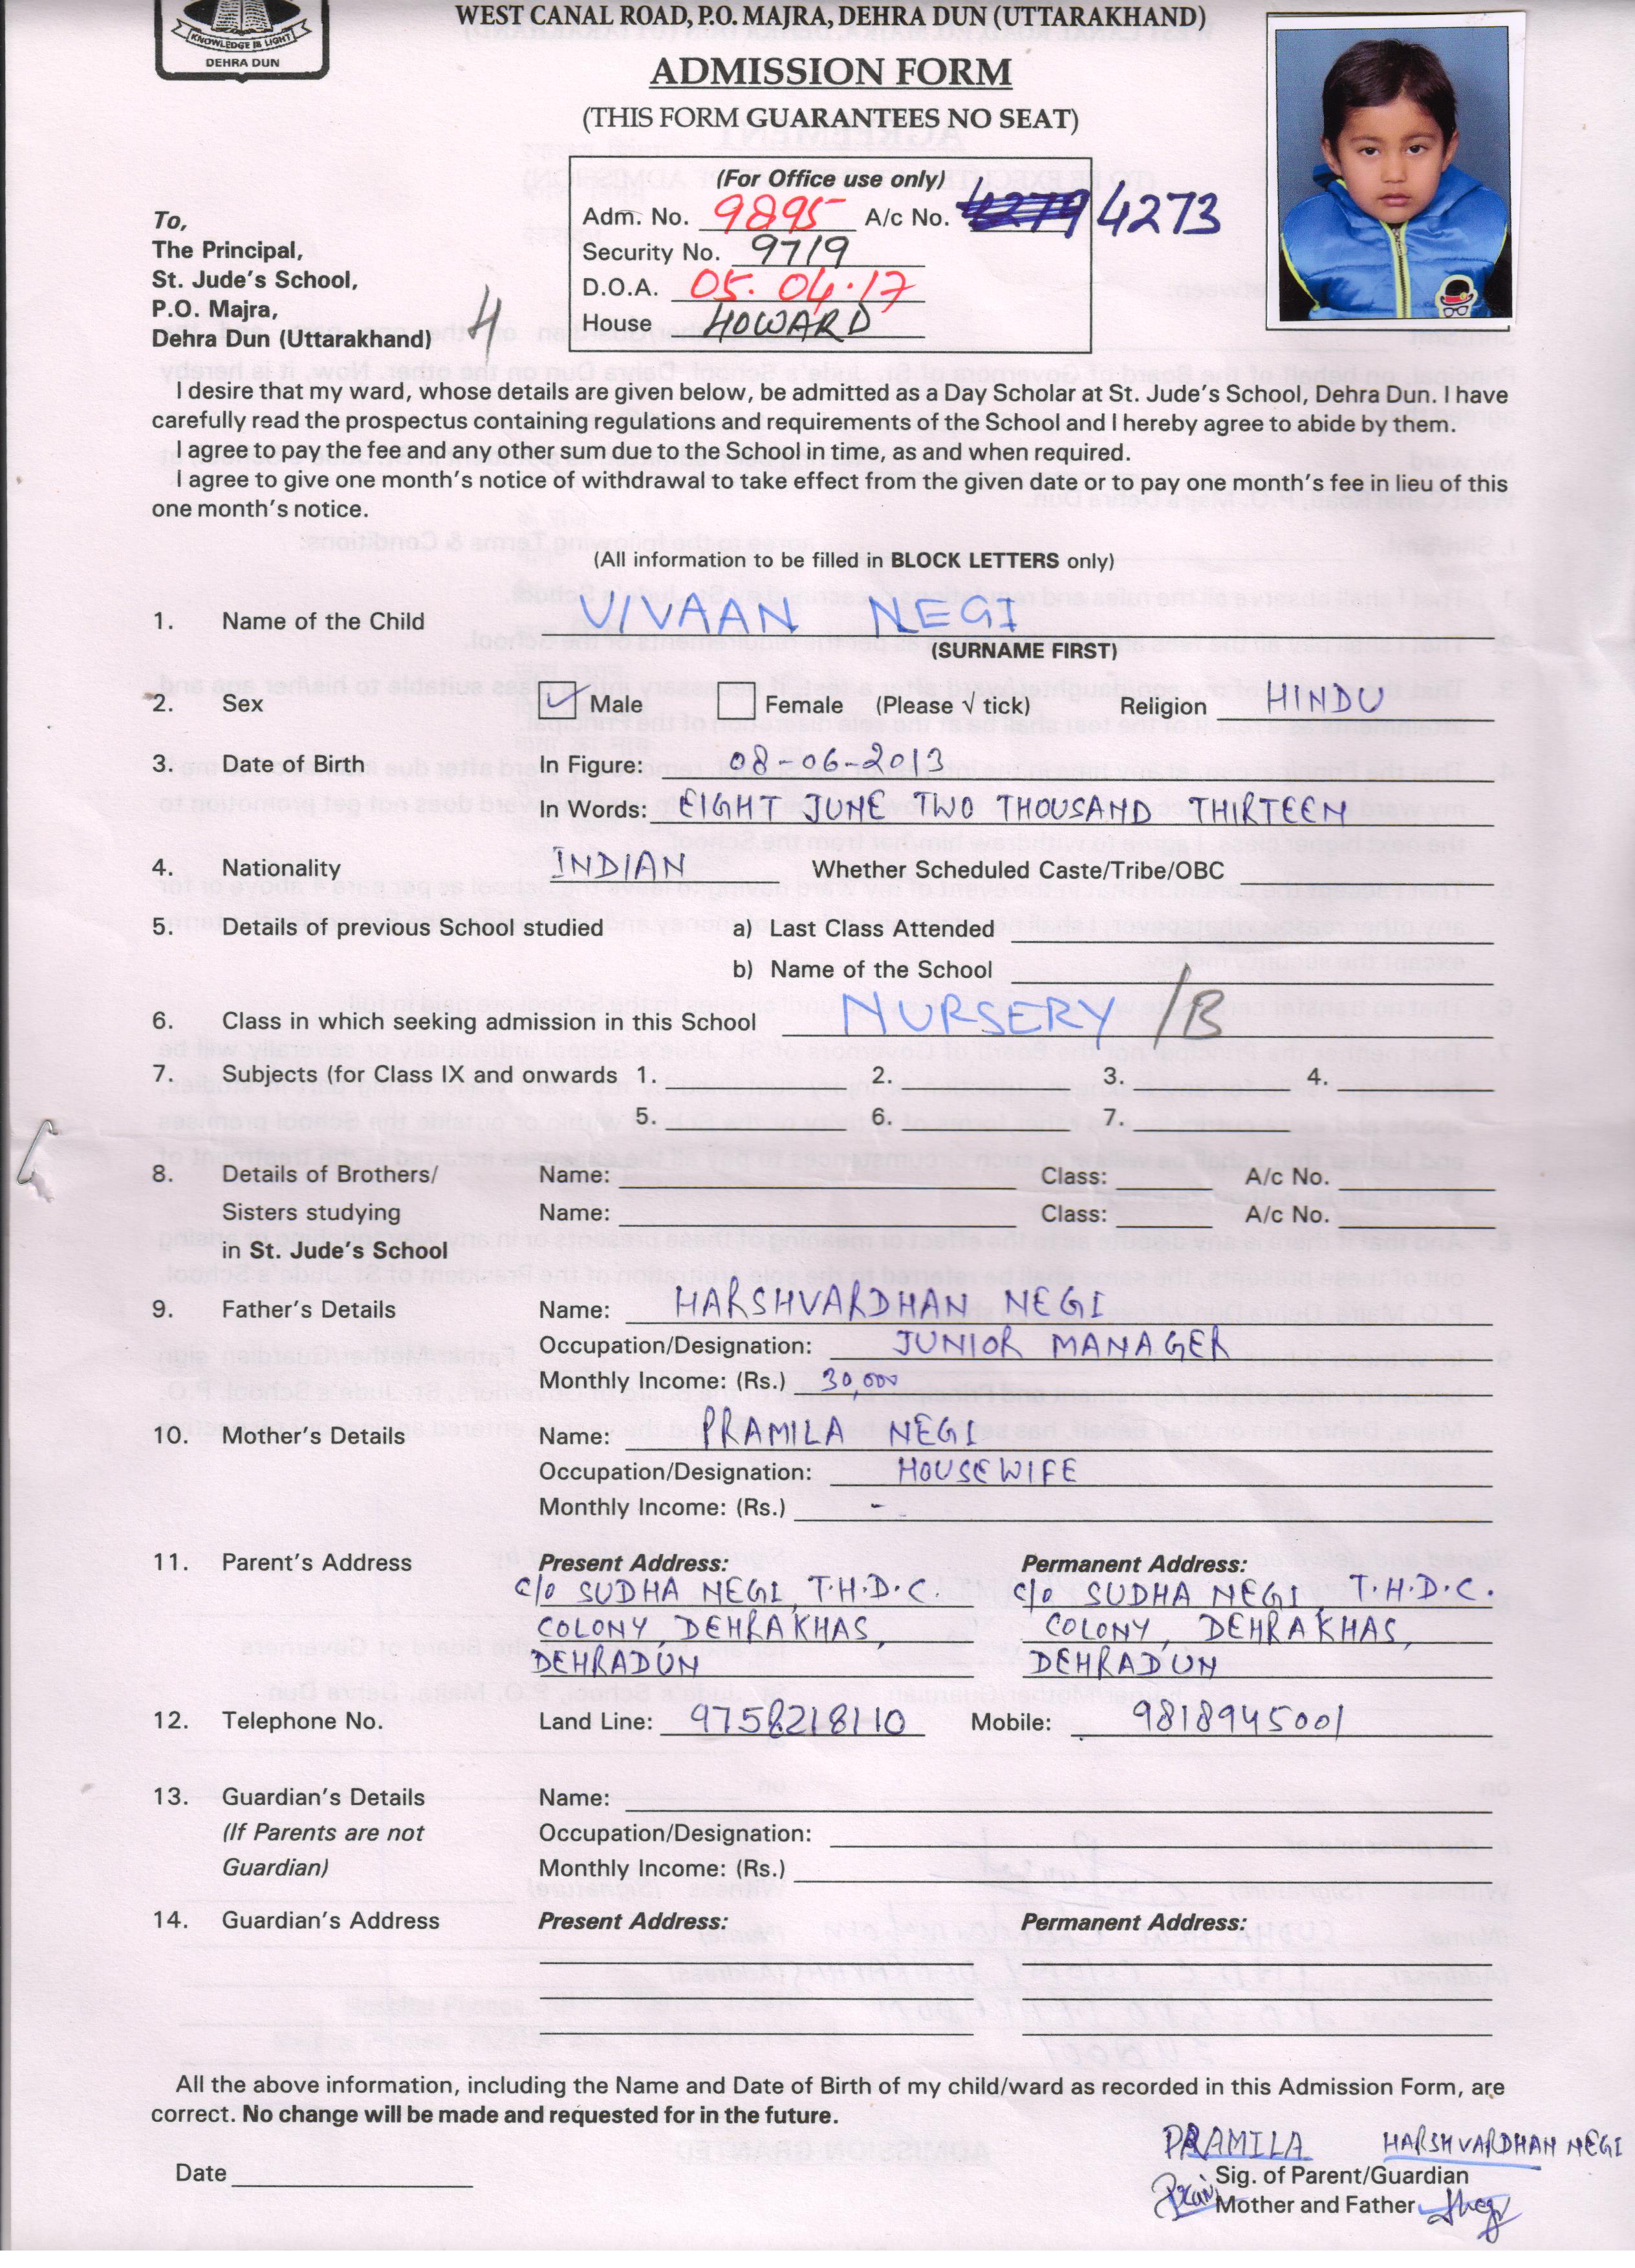 KNOWLEDGE IS LIGHT
DEHRA DUN
WEST CANAL ROAD, P.O. MAJRA, DEHRA DUN (UTTARAKHAND)
ADMISSION FORM
(THIS FORM GUARANTEES NO SEAT)
(For Office use only)
Adm. No. 9895 A/c No. 4273
Security No. 9719
D.O.A. 05.04.17
House HOWARD
To,
The Principal,
St. Jude's School,
P.O. Majra,
Dehra Dun (Uttarakhand)
4
I desire that my ward, whose details are given below, be admitted as a Day Scholar at St. Jude's School, Dehra Dun. I have
carefully read the prospectus containing regulations and requirements of the School and I hereby agree to abide by them.
I agree to pay the fee and any other sum due to the School in time, as and when required.
I agree to give one month's notice of withdrawal to take effect from the given date or to pay one month's fee in lieu of this
one month's notice.
(All information to be filled in BLOCK LETTERS only)
1. Name of the Child VIVAAN NEGI
(SURNAME FIRST)
2. Sex ✓ Male Female (Please √ tick) Religion HINDU
3. Date of Birth In Figure: 08-06-2013
In Words: EIGHT JUNE TWO THOUSAND THIRTEEN
4. Nationality INDIAN Whether Scheduled Caste/Tribe/OBC
5. Details of previous School studied a) Last Class Attended
b) Name of the School
6. Class in which seeking admission in this School NURSERY /B
7. Subjects (for Class IX and onwards 1. 2. 3. 4.
5. 6. 7.
8. Details of Brothers/ Name: Class: A/c No.
Sisters studying Name: Class: A/c No.
in St. Jude's School
9. Father's Details Name: HARSHVARDHAN NEGI
Occupation/Designation: JUNIOR MANAGER
Monthly Income: (Rs.) 30,000
10. Mother's Details Name: PRAMILA NEGI
Occupation/Designation: HOUSEWIFE
Monthly Income: (Rs.) -
11. Parent's Address Present Address: Permanent Address:
c/o SUDHA NEGI, T.H.D.C. c/o SUDHA NEGI, T.H.D.C.
COLONY, DEHRAKHAS, COLONY, DEHRAKHAS,
DEHRADUN DEHRADUN
12. Telephone No. Land Line: 9758218110 Mobile: 9818945001
13. Guardian's Details Name:
(If Parents are not Occupation/Designation:
Guardian) Monthly Income: (Rs.)
14. Guardian's Address Present Address: Permanent Address:
All the above information, including the Name and Date of Birth of my child/ward as recorded in this Admission Form, are
correct. No change will be made and requested for in the future.
PRAMILA HARSHVARDHAN NEGI
Date Sig. of Parent/Guardian
Mother and Father